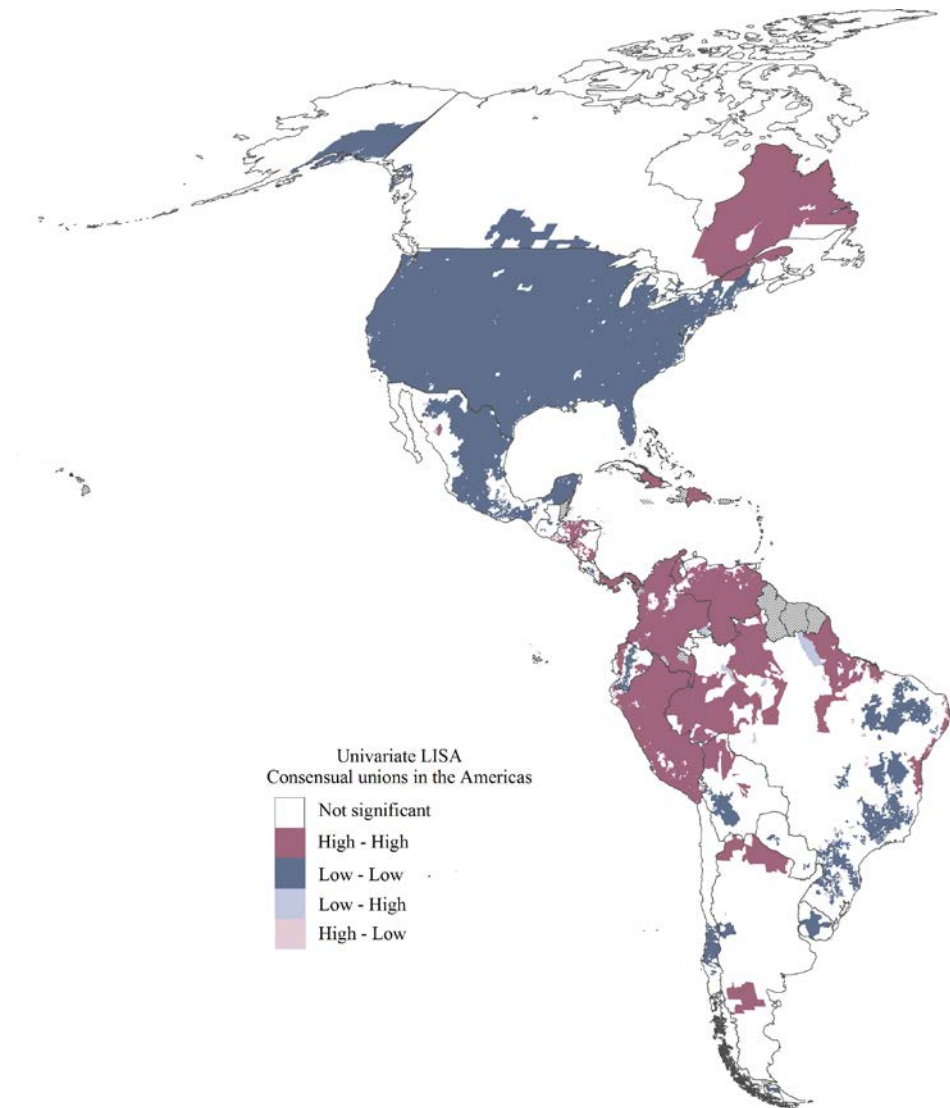 Univariate LISA
Consensual unions in the Americas
Not significant
High - High
Low - Low
Low - High
High - Low